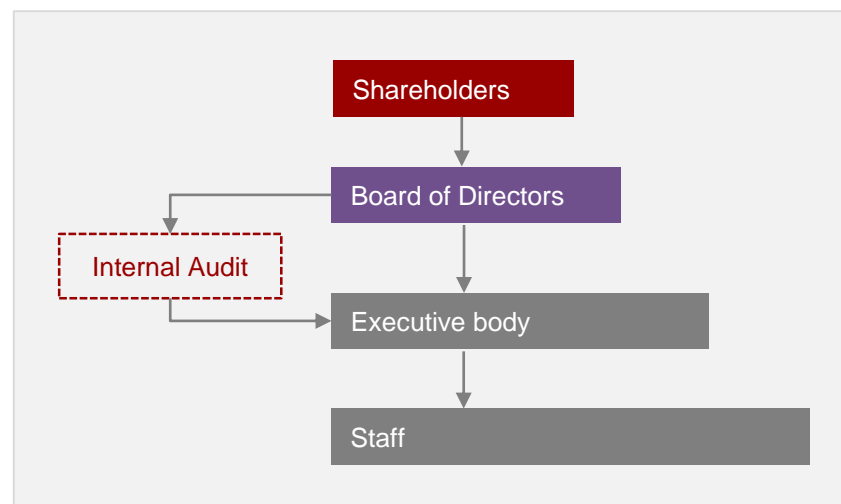 Shareholders
Board of Directors
Internal Audit
Executive body
Staff